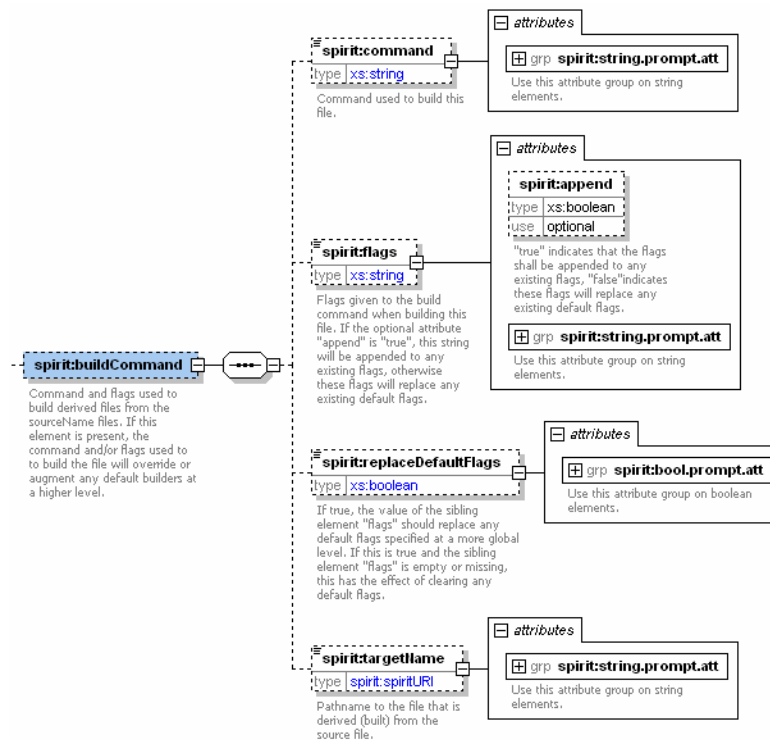 attributes
spirit:command
type xs:string
Command used to build this
file.
grp spirit:string.prompt.att
Use this attribute group on string
elements.
attributes
spirit:append
type xs:boolean
use optional
"true" indicates that the flags
shall be appended to any
existing flags, "false"indicates
these flags will replace any
existing default flags.
grp spirit:string.prompt.att
Use this attribute group on string
elements.
spirit:flags
type xs:string
Flags given to the build
command when building this
file. If the optional attribute
"append" is "true", this string
will be appended to any
existing flags, otherwise
these flags will replace any
existing default flags.
spirit:buildCommand
Command and flags used to
build derived files from the
sourceName files. If this
element is present, the
command and/or flags used to
to build the file will override or
augment any default builders at
a higher level.
attributes
spirit:replaceDefaultFlags
type xs:boolean
If true, the value of the sibling
element "flags" should replace any
default flags specified at a more global
level. If this is true and the sibling
element "flags" is empty or missing,
this has the effect of clearing any
default flags.
grp spirit:bool.prompt.att
Use this attribute group on boolean
elements.
attributes
spirit:targetName
type spirit:spiritURI
Pathname to the file that is
derived (built) from the
source file.
grp spirit:string.prompt.att
Use this attribute group on string
elements.